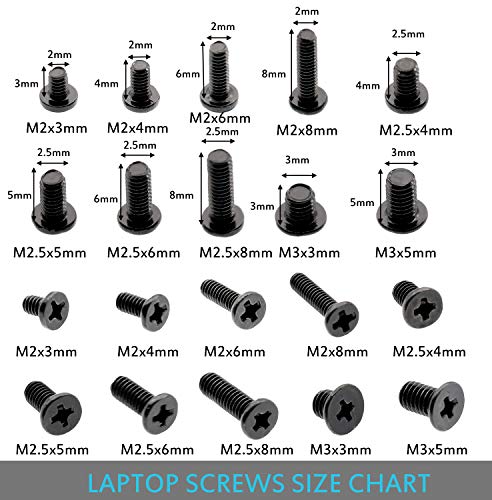 2mm 2mm 2mm 2mm 2.5mm
3mm 4mm 6mm 8mm 4mm
M2x3mm M2x4mm M2x6mm M2x8mm M2.5x4mm
2.5mm 2.5mm 2.5mm 3mm 3mm
5mm 6mm 8mm 3mm 5mm
M2.5x5mm M2.5x6mm M2.5x8mm M3x3mm M3x5mm
M2x3mm M2x4mm M2x6mm M2x8mm M2.5x4mm
M2.5x5mm M2.5x6mm M2.5x8mm M3x3mm M3x5mm
LAPTOP SCREWS SIZE CHART